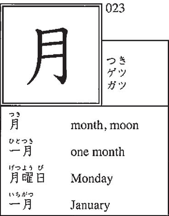 023
月
つき
ゲツ
ガツ
つき
月 month, moon
ひとつき
一月 one month
げつよう び
月曜日 Monday
いちがつ
一月 January